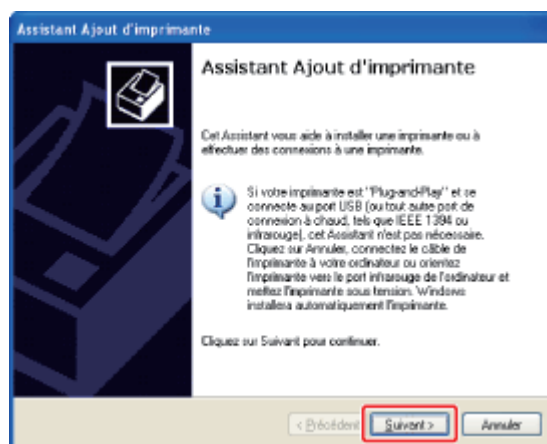 Assistant Ajout d'imprimante
Assistant Ajout d'imprimante
Cet Assistant vous aide à installer une imprimante ou à
effectuer des connexions à une imprimante.
Si votre imprimante est "Plug-and-Play" et se
connecte au port USB (ou tout autre port de
connexion à chaud, tels que IEEE 1394 ou
infrarouge), cet Assistant n'est pas nécessaire.
Cliquez sur Annuler, connectez le câble de
l'imprimante à votre ordinateur ou orientez
l'imprimante vers le port infrarouge de l'ordinateur et
mettez l'imprimante sous tension. Windows
installera automatiquement l'imprimante.
Cliquez sur Suivant pour continuer.
< Précédent Suivant > Annuler